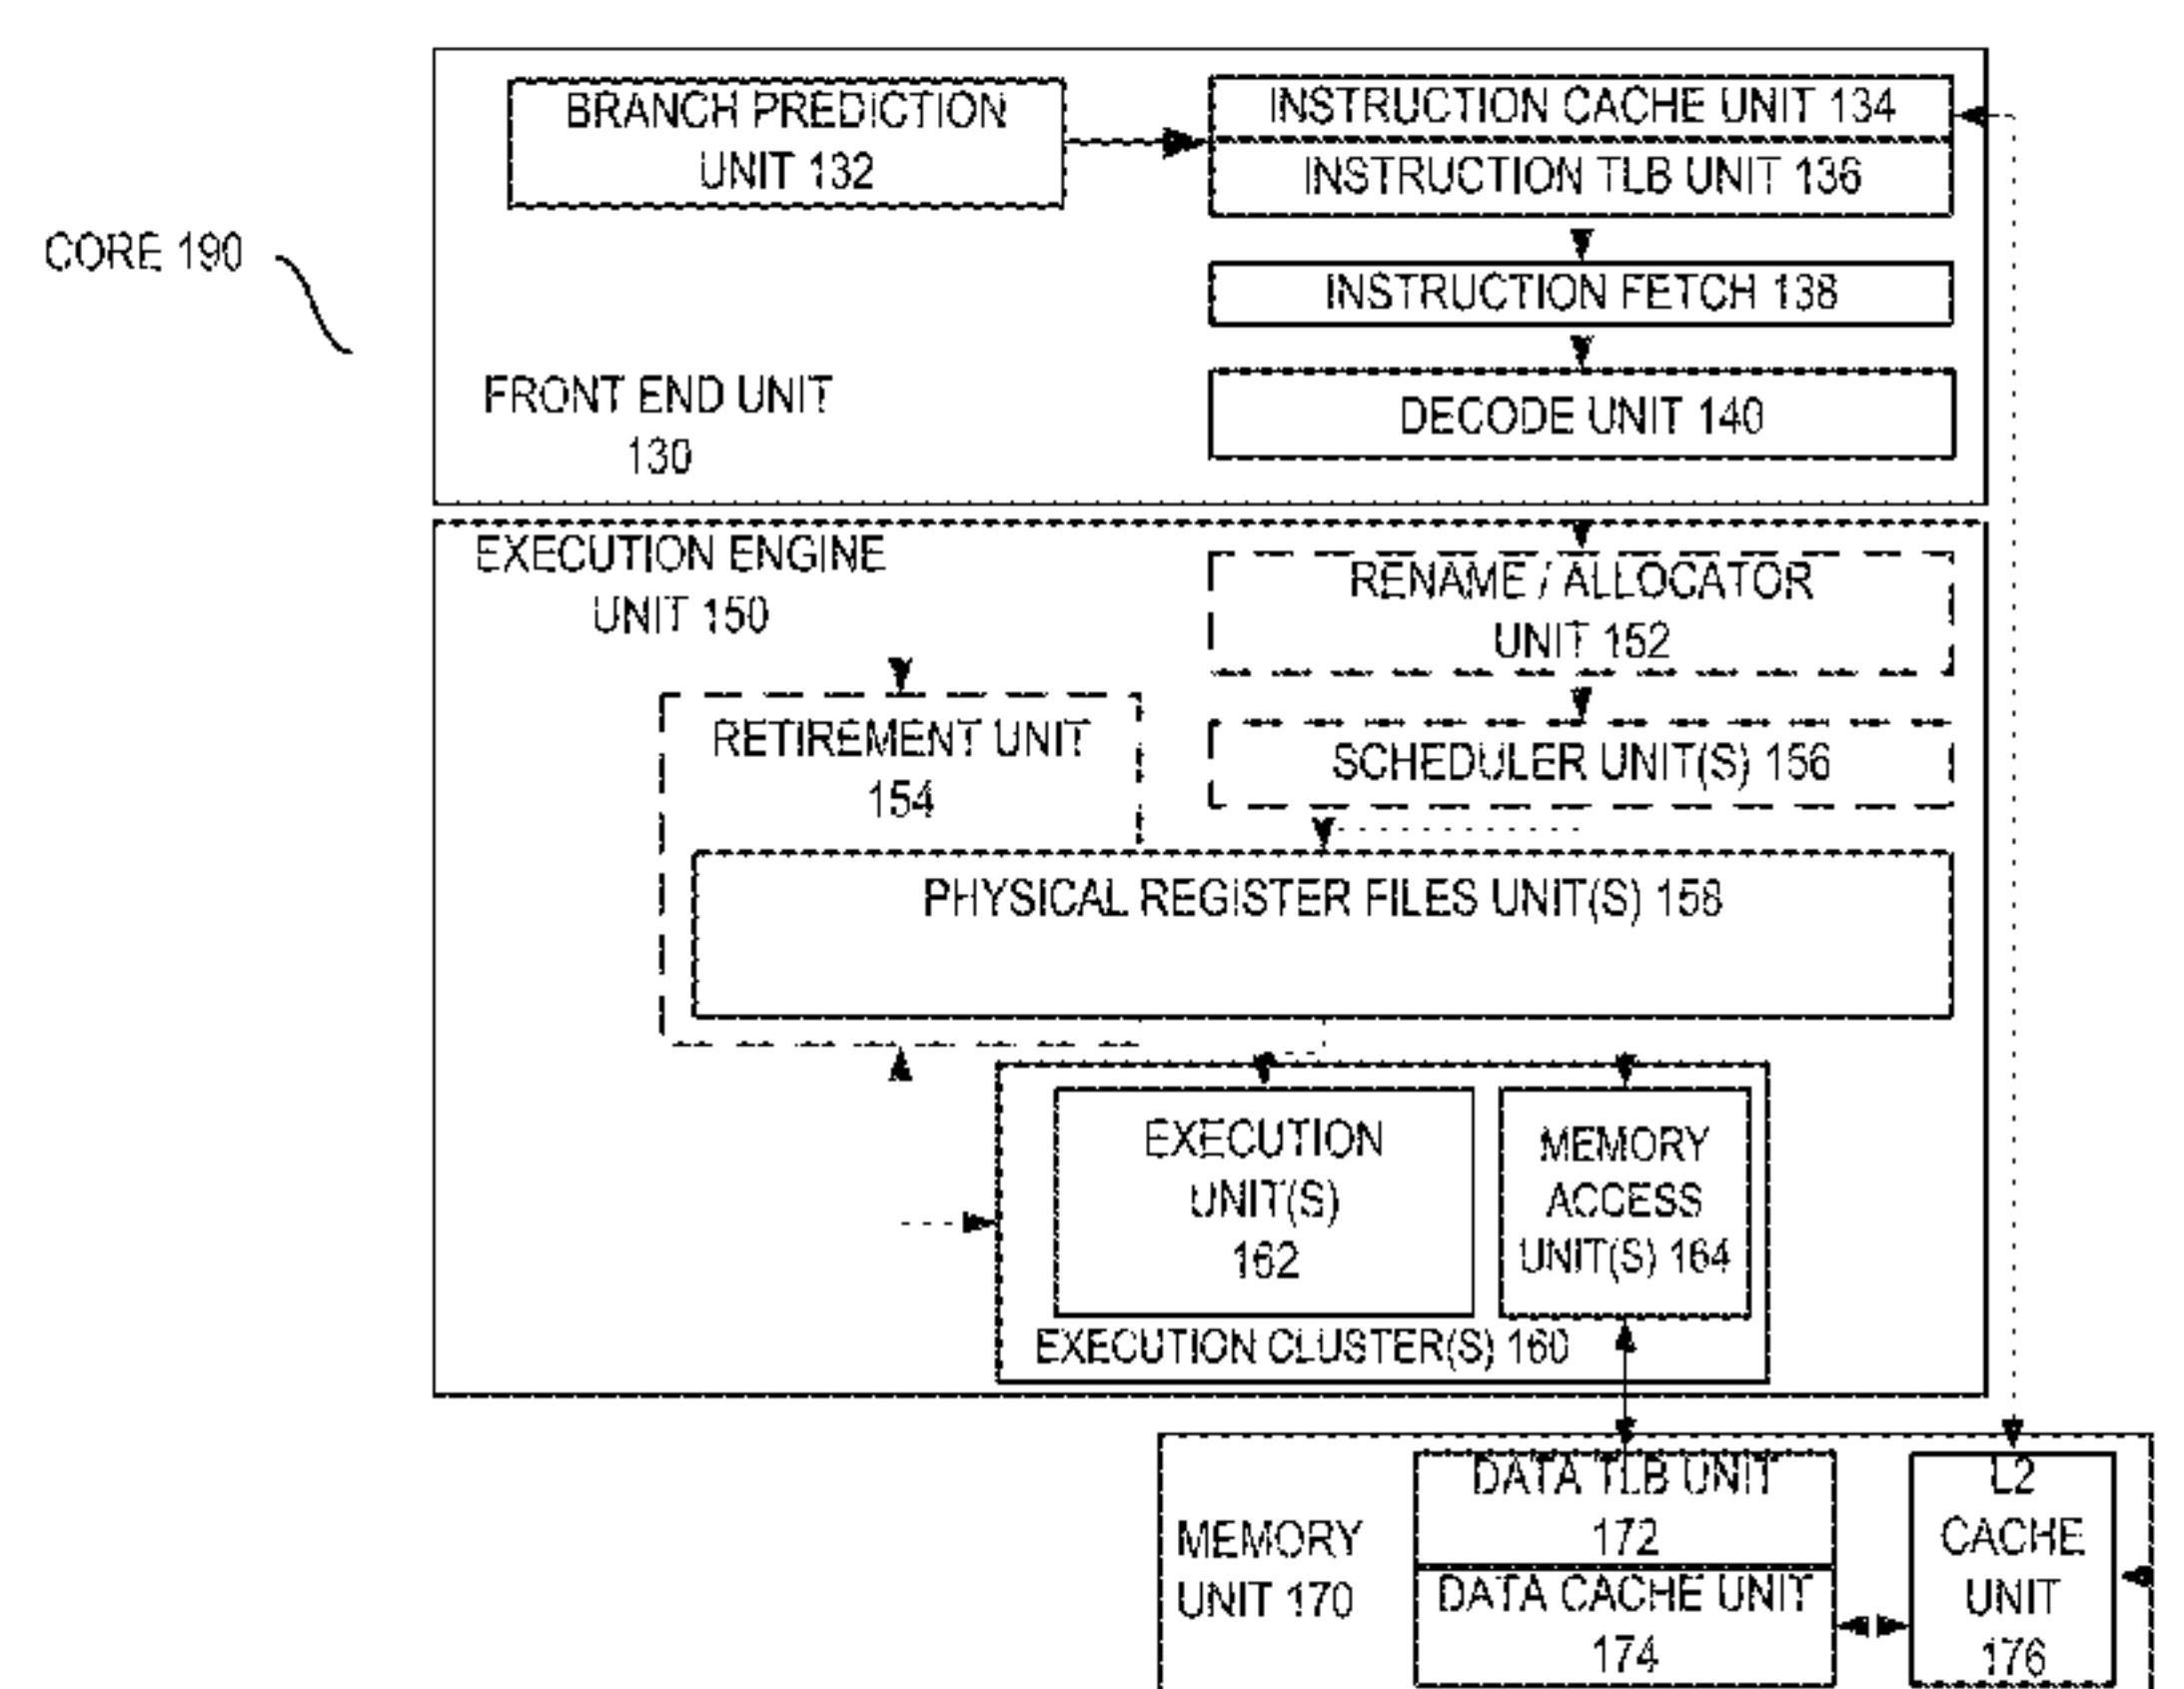 BRANCH PREDICTION
UNIT 132
INSTRUCTION CACHE UNIT 134
INSTRUCTION TLB UNIT 136
CORE 190
INSTRUCTION FETCH 138
FRONT END UNIT
130
DECODE UNIT 140
EXECUTION ENGINE
UNIT 150
RENAME / ALLOCATOR
UNIT 152
RETIREMENT UNIT
154
SCHEDULER UNIT(S) 156
PHYSICAL REGISTER FILES UNIT(S) 158
EXECUTION
UNIT(S)
162
MEMORY
ACCESS
UNIT(S) 164
EXECUTION CLUSTER(S) 160
MEMORY
UNIT 170
DATA TLB UNIT
172
DATA CACHE UNIT
174
L2
CACHE
UNIT
176